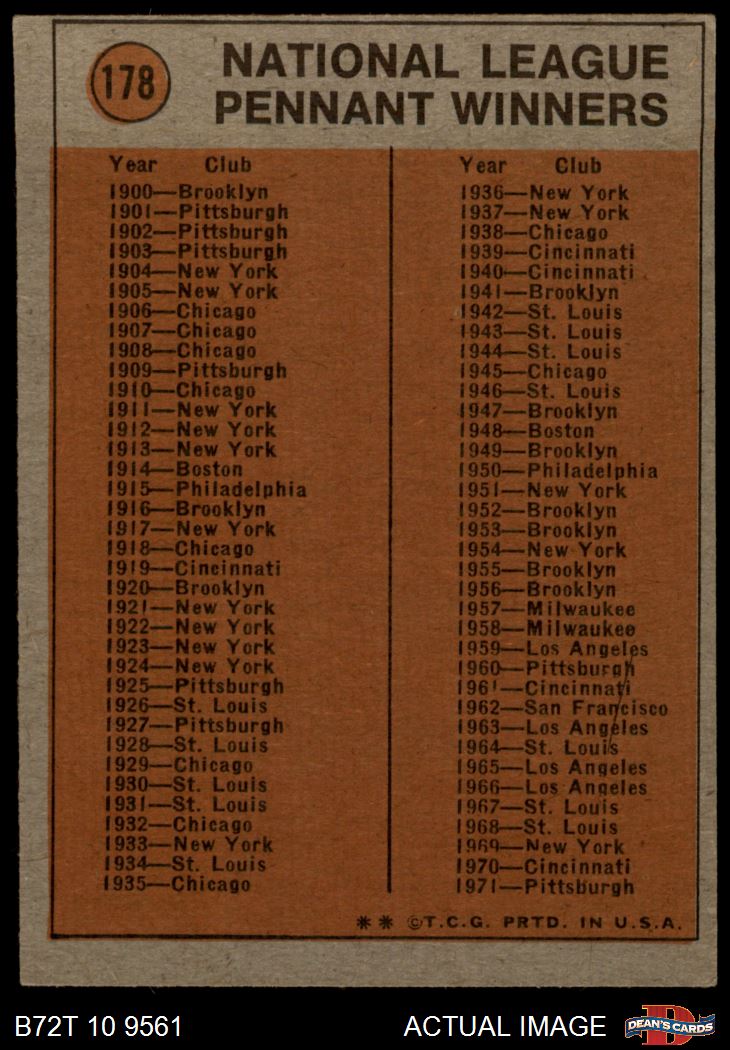 178
NATIONAL LEAGUE
PENNANT WINNERS
Year Club
1900—Brooklyn
1901—Pittsburgh
1902—Pittsburgh
1903—Pittsburgh
1904—New York
1905—New York
1906—Chicago
1907—Chicago
1908—Chicago
1909—Pittsburgh
1910—Chicago
1911—New York
1912—New York
1913—New York
1914—Boston
1915—Philadelphia
1916—Brooklyn
1917—New York
1918—Chicago
1919—Cincinnati
1920—Brooklyn
1921—New York
1922—New York
1923—New York
1924—New York
1925—Pittsburgh
1926—St. Louis
1927—Pittsburgh
1928—St. Louis
1929—Chicago
1930—St. Louis
1931—St. Louis
1932—Chicago
1933—New York
1934—St. Louis
1935—Chicago
Year Club
1936—New York
1937—New York
1938—Chicago
1939—Cincinnati
1940—Cincinnati
1941—Brooklyn
1942—St. Louis
1943—St. Louis
1944—St. Louis
1945—Chicago
1946—St. Louis
1947—Brooklyn
1948—Boston
1949—Brooklyn
1950—Philadelphia
1951—New York
1952—Brooklyn
1953—Brooklyn
1954—New York
1955—Brooklyn
1956—Brooklyn
1957—Milwaukee
1958—Milwaukee
1959—Los Angeles
1960—Pittsburgh
1961—Cincinnati
1962—San Francisco
1963—Los Angeles
1964—St. Louis
1965—Los Angeles
1966—Los Angeles
1967—St. Louis
1968—St. Louis
1969—New York
1970—Cincinnati
1971—Pittsburgh
** ©T.C.G. PRTD. IN U.S.A.
B72T 10 9561
ACTUAL IMAGE
DEAN'S CARDS